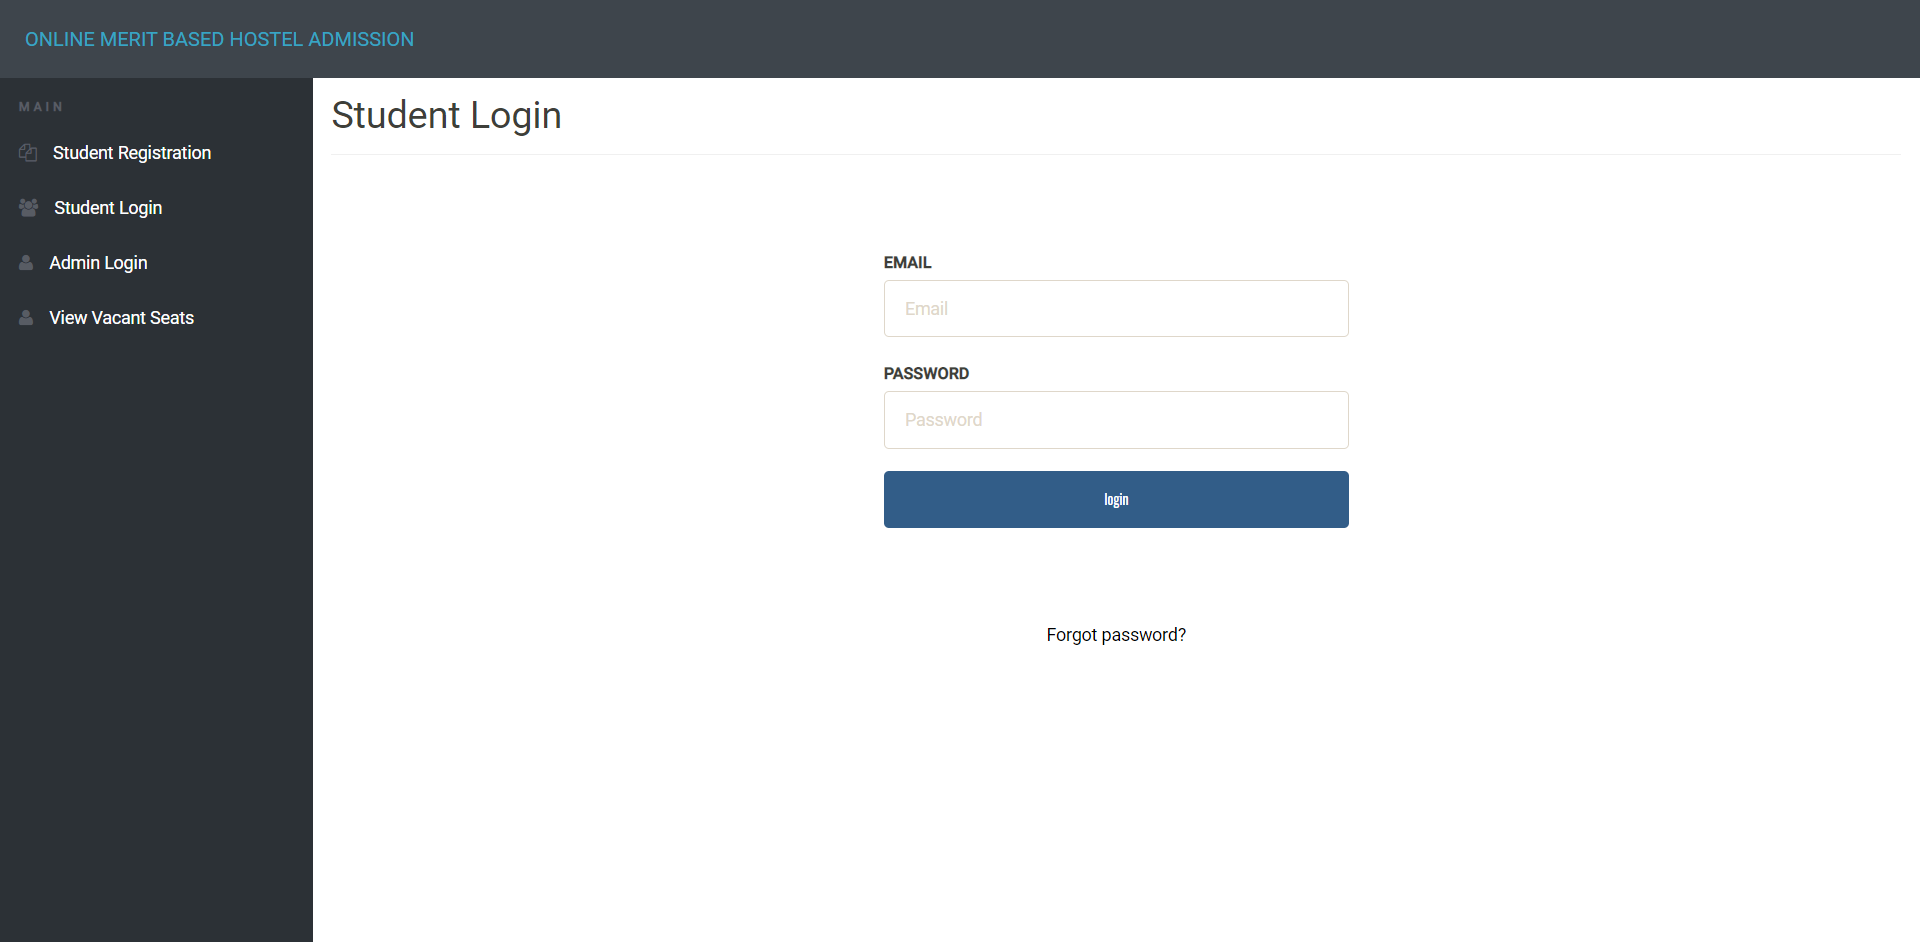 ONLINE MERIT BASED HOSTEL ADMISSION
MAIN
Student Registration
Student Login
Admin Login
View Vacant Seats
Student Login
EMAIL
Email
PASSWORD
Password
login
Forgot password?